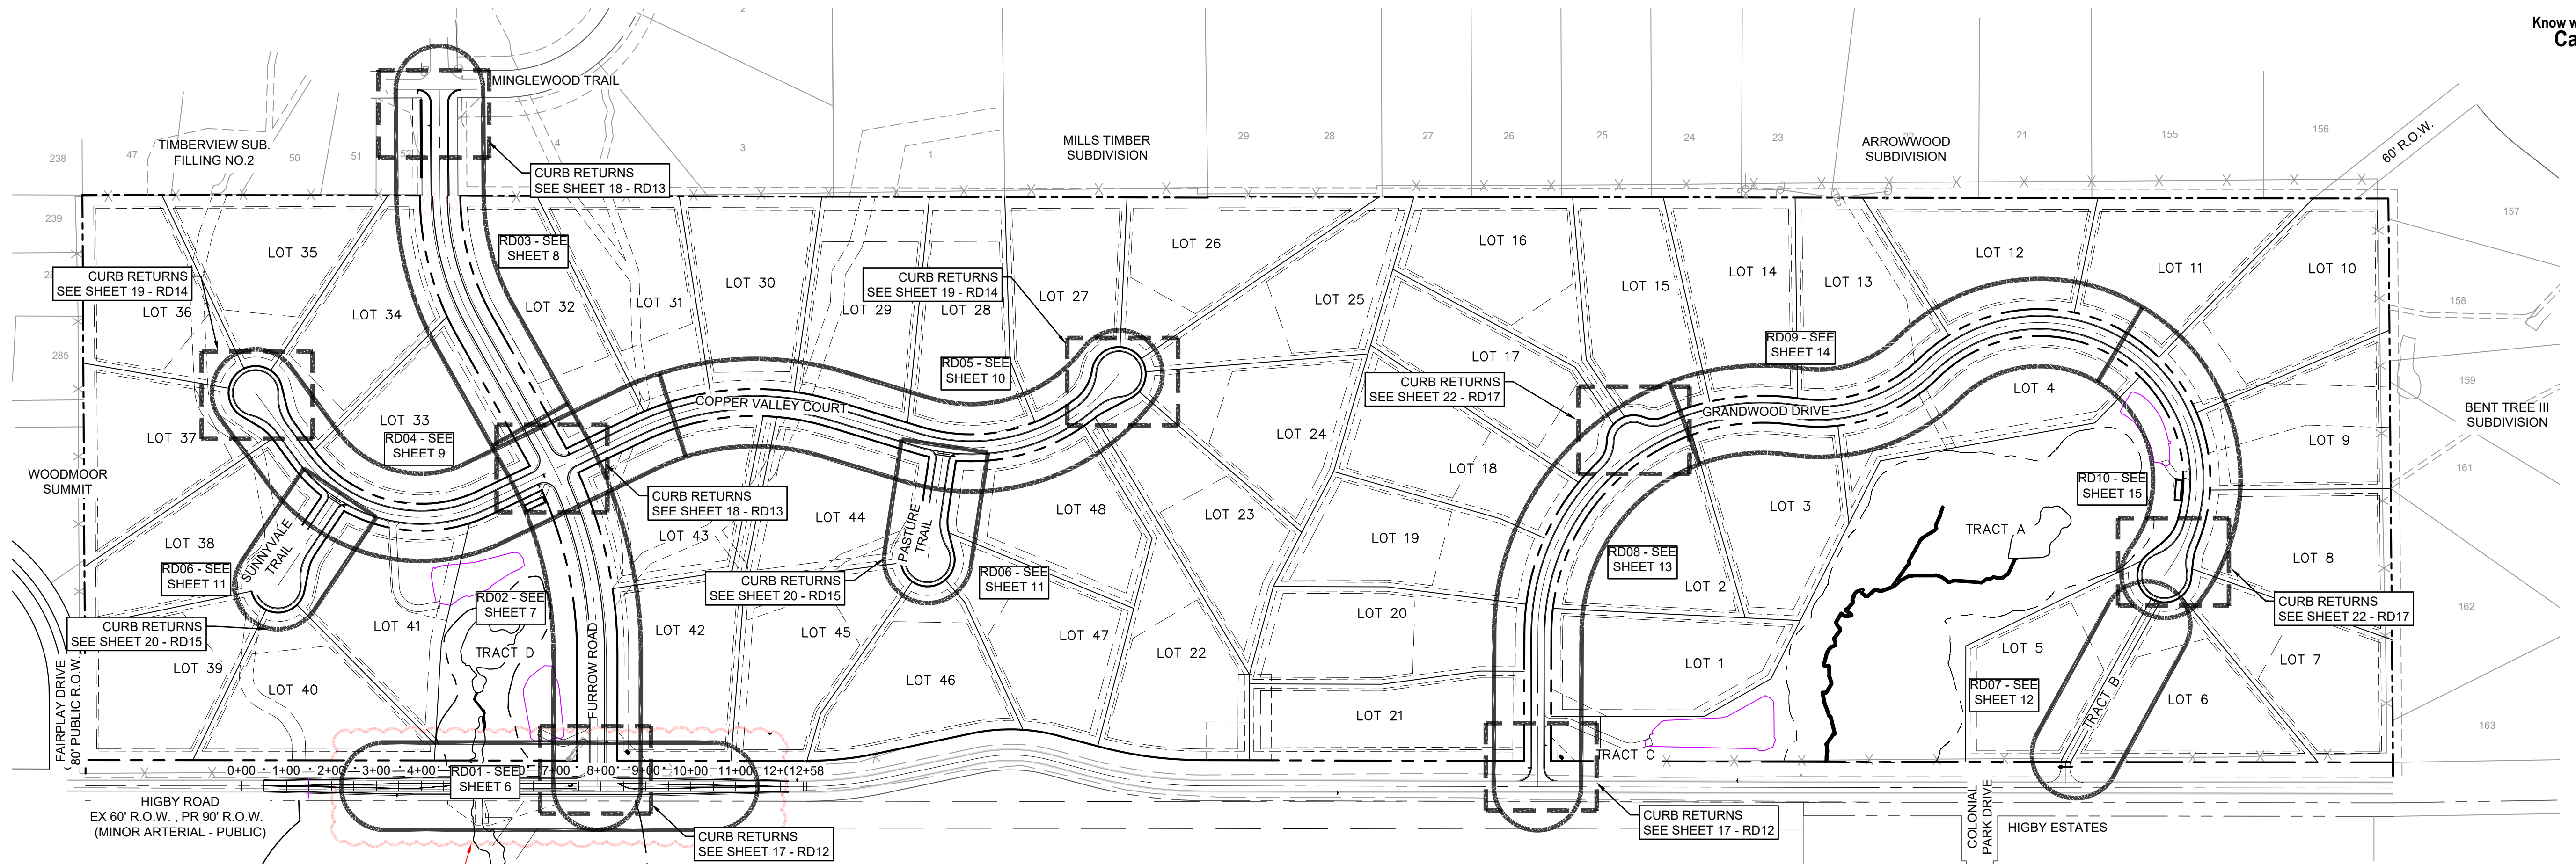 Know w
Ca
2
MINGLEWOOD TRAIL
TIMBERVIEW SUB.
FILLING NO.2
MILLS TIMBER
SUBDIVISION
ARROWWOOD
SUBDIVISION
60' R.O.W.
238
47
50
51
52
4
3
1
29
28
27
26
25
24
23
22
21
155
156
CURB RETURNS
SEE SHEET 18 - RD13
239
157
LOT 35
RD03 - SEE
SHEET 8
LOT 26
LOT 16
LOT 12
LOT 11
LOT 10
CURB RETURNS
SEE SHEET 19 - RD14
LOT 36
LOT 34
LOT 32
LOT 31
LOT 30
LOT 29
LOT 28
CURB RETURNS
SEE SHEET 19 - RD14
LOT 27
LOT 25
LOT 15
LOT 14
LOT 13
158
285
RD05 - SEE
SHEET 10
LOT 17
RD09 - SEE
SHEET 14
159
CURB RETURNS
SEE SHEET 22 - RD17
LOT 4
COPPER VALLEY COURT
GRANDWOOD DRIVE
BENT TREE III
SUBDIVISION
LOT 33
LOT 37
RD04 - SEE
SHEET 9
LOT 24
LOT 9
WOODMOOR
SUMMIT
LOT 18
161
CURB RETURNS
SEE SHEET 18 - RD13
RD10 - SEE
SHEET 15
LOT 44
LOT 48
LOT 23
LOT 3
TRACT A
SUNNYVALE
TRAIL
PASTURE
TRAIL
LOT 38
LOT 43
LOT 19
RD08 - SEE
SHEET 13
LOT 8
RD06 - SEE
SHEET 11
CURB RETURNS
SEE SHEET 20 - RD15
RD06 - SEE
SHEET 11
LOT 2
RD02 - SEE
SHEET 7
CURB RETURNS
SEE SHEET 22 - RD17
162
LOT 20
CURB RETURNS
SEE SHEET 20 - RD15
LOT 41
LOT 42
LOT 45
LOT 47
LOT 22
LOT 1
LOT 5
LOT 7
TRACT D
LOT 39
LOT 40
LOT 46
RD07 - SEE
SHEET 12
LOT 6
TRACT B
FURROW ROAD
LOT 21
FAIRPLAY DRIVE
80' PUBLIC R.O.W.
163
TRACT C
0+00
1+00
2+00
3+00
4+00
7+00
8+00
9+00
10+00
11+00
12+58
RD01 - SEE
SHEET 6
HIGBY ROAD
EX 60' R.O.W. , PR 90' R.O.W.
(MINOR ARTERIAL - PUBLIC)
CURB RETURNS
SEE SHEET 17 - RD12
CURB RETURNS
SEE SHEET 17 - RD12
COLONIAL
PARK DRIVE
HIGBY ESTATES